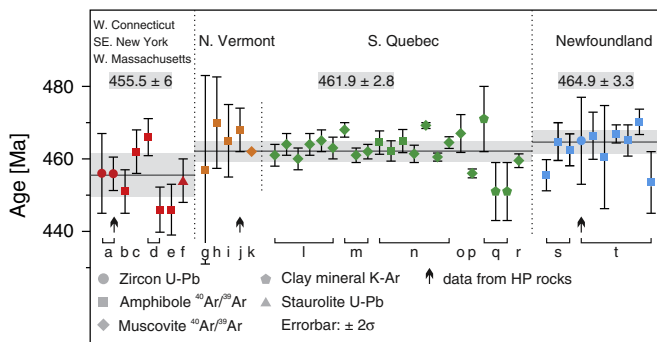 W. Connecticut
SE. New York
W. Massachusetts
N. Vermont
S. Quebec
Newfoundland
455.5 ± 6
461.9 ± 2.8
464.9 ± 3.3
Age [Ma]
480
460
440
a b c d e f g h i j k l m n o p q r s t
Zircon U-Pb
Amphibole ⁴⁰Ar/³⁹Ar
Muscovite ⁴⁰Ar/³⁹Ar
Clay mineral K-Ar
Staurolite U-Pb
Errorbar: ± 2σ
data from HP rocks